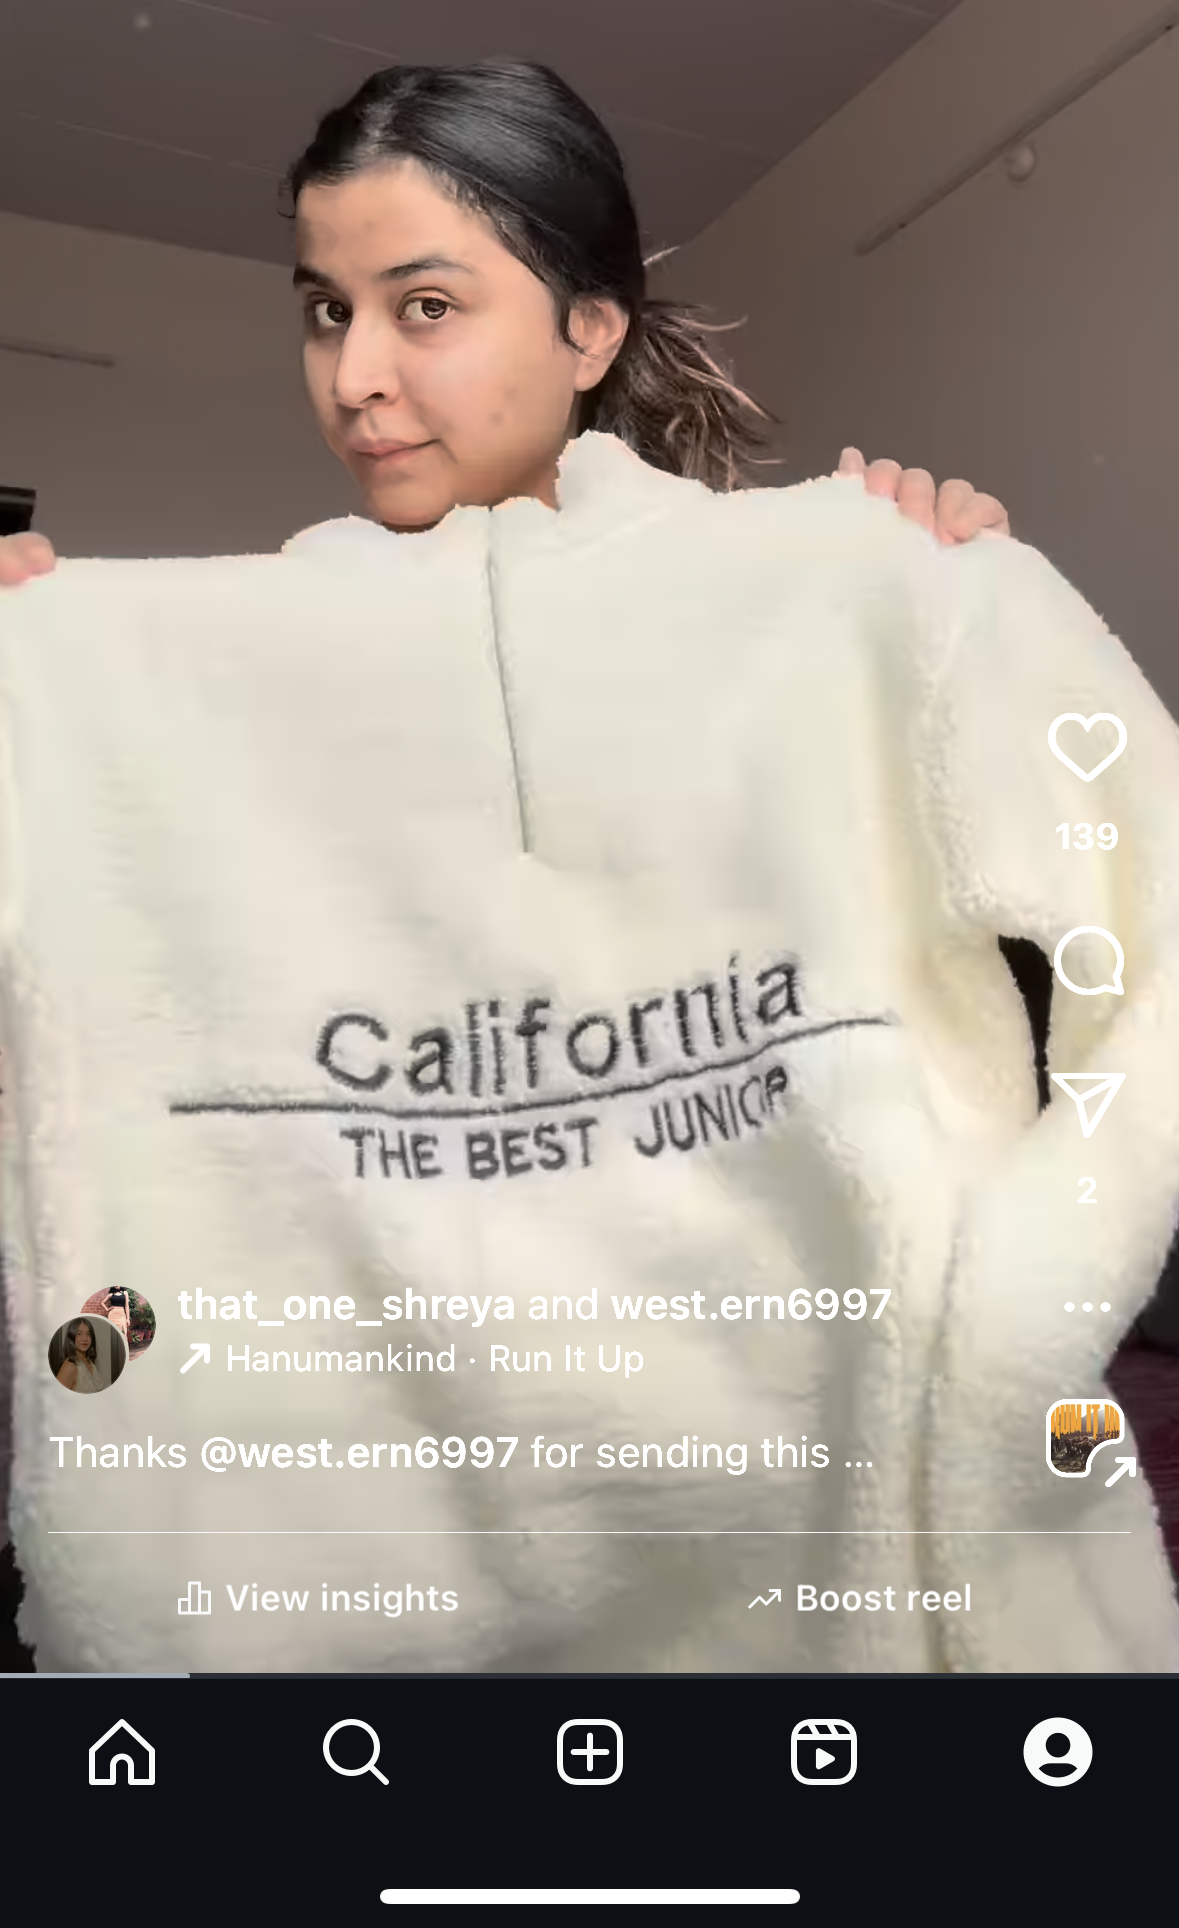 California
THE BEST JUNIOR
139
2
that_one_shreya and west.ern6997
Hanumankind · Run It Up
Thanks @west.ern6997 for sending this ...
RUN IT UP
View insights
Boost reel